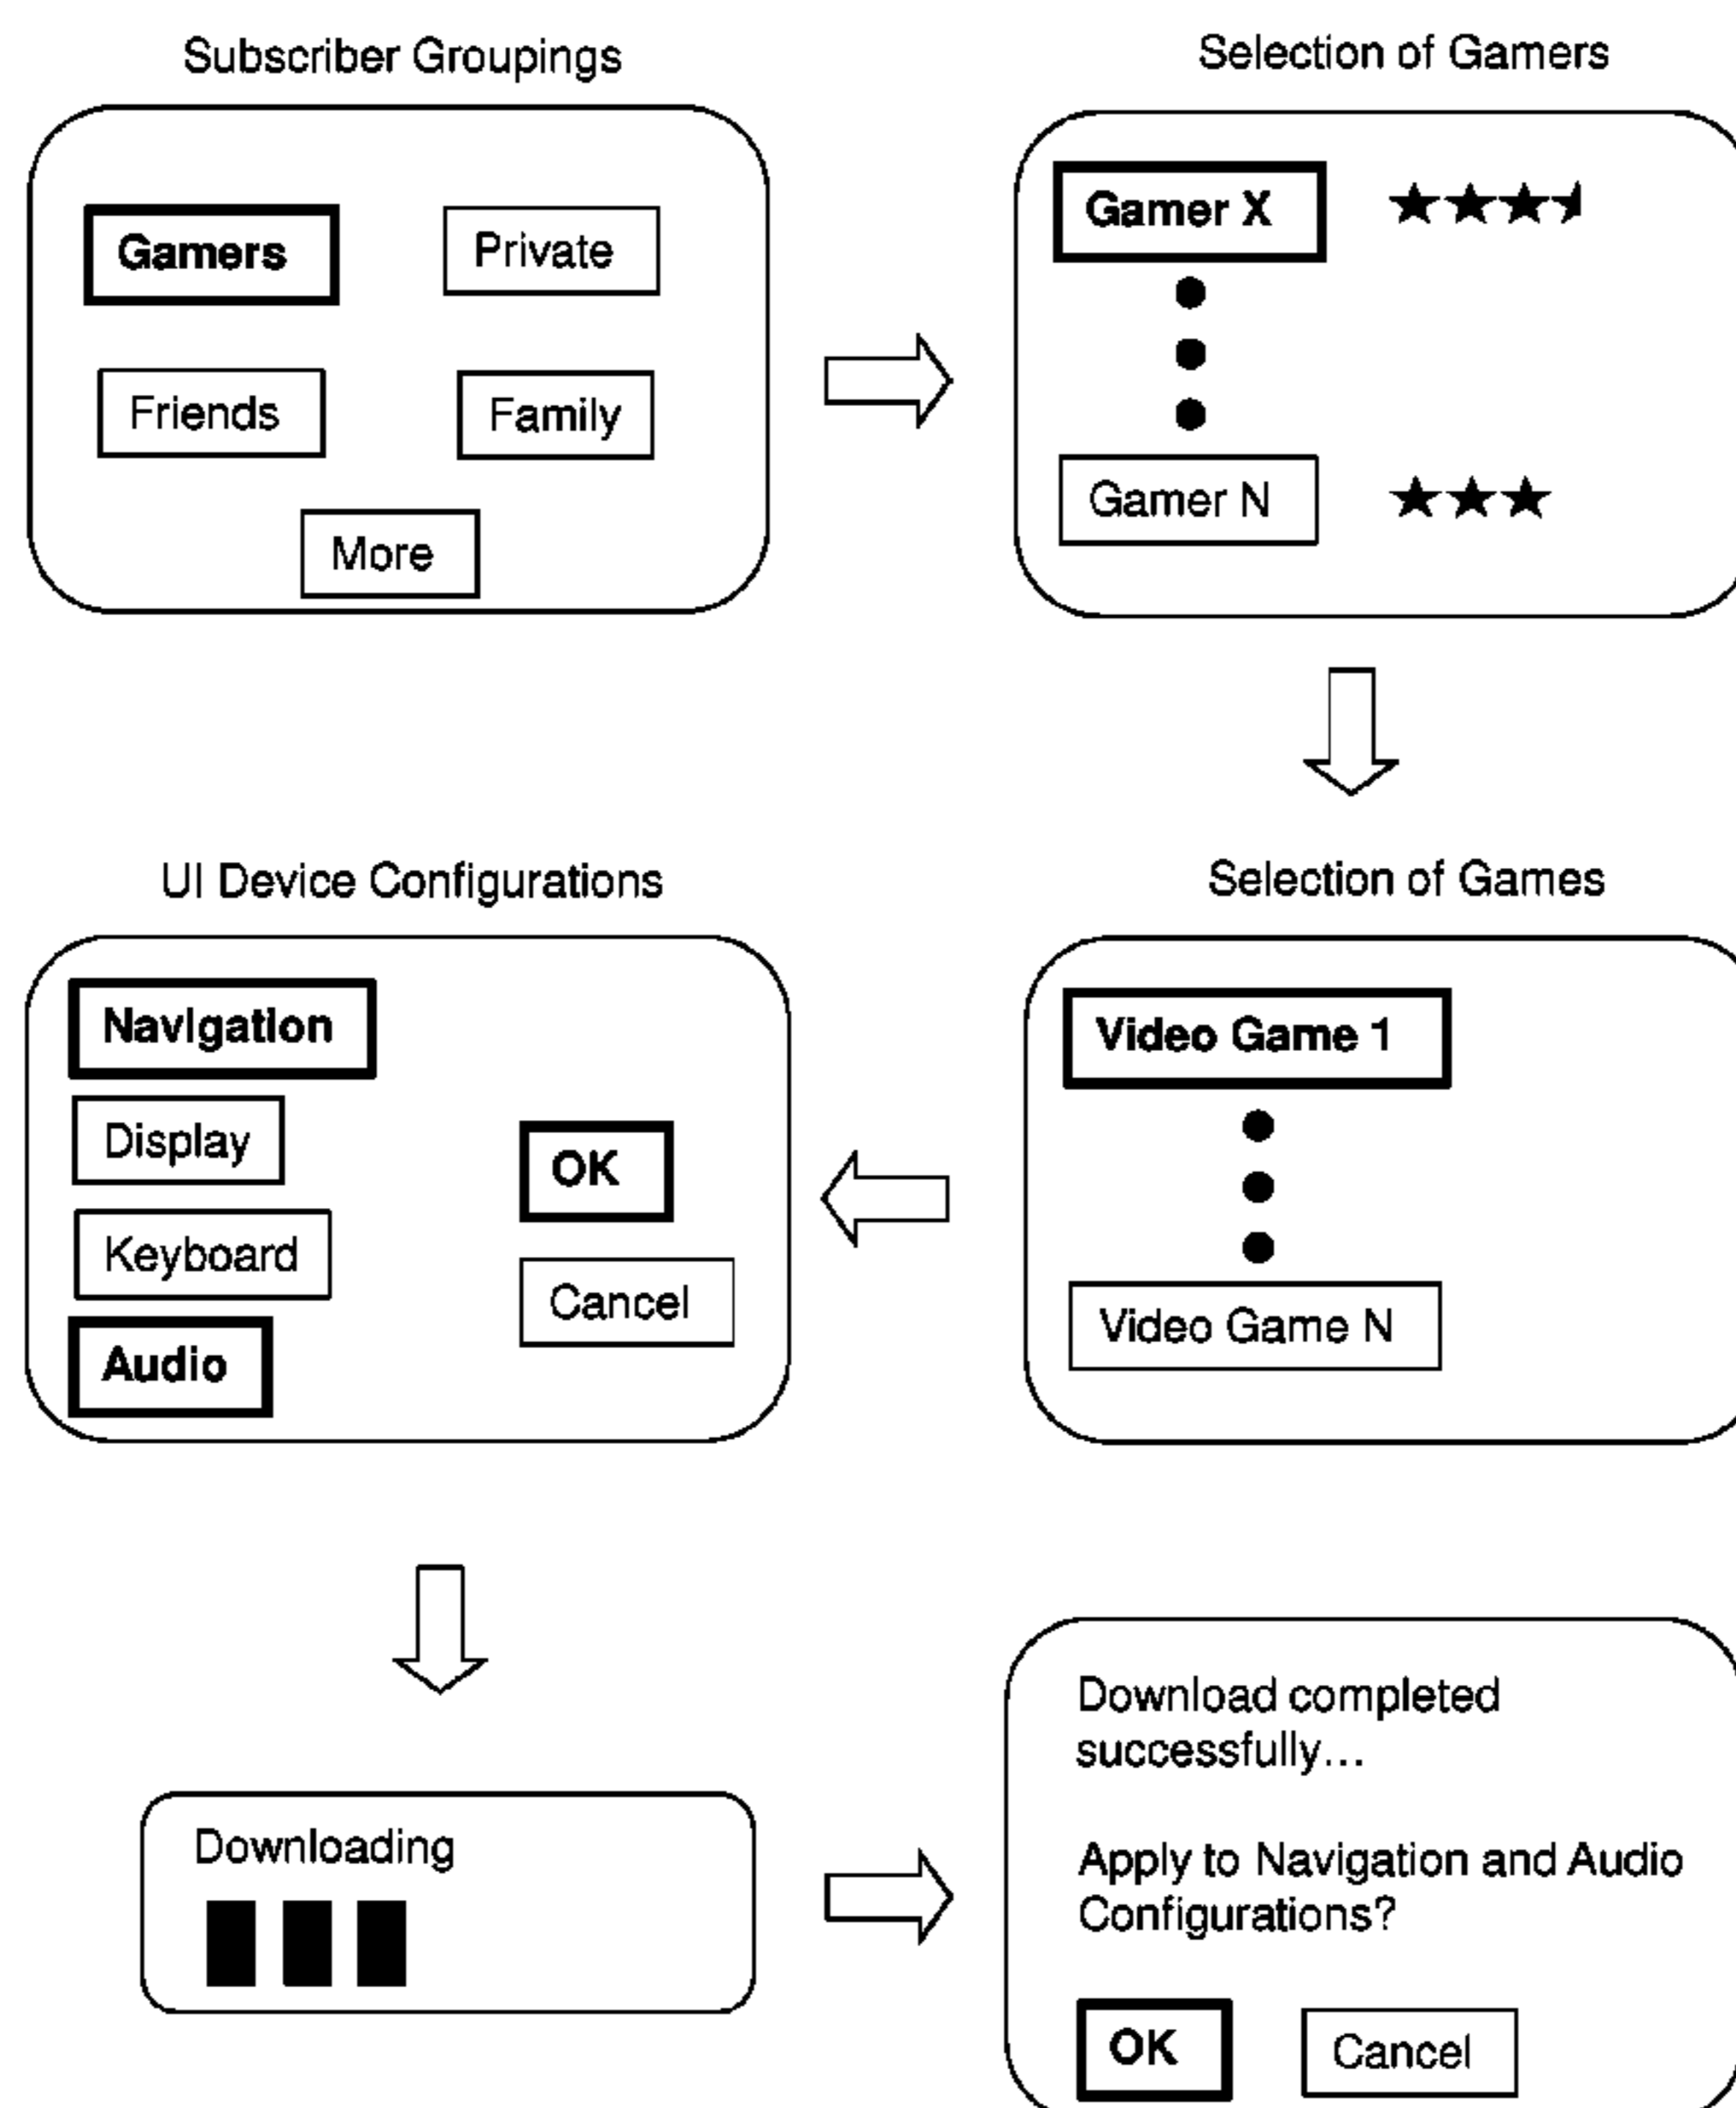 Subscriber Groupings
Gamers
Private
Friends
Family
More
Selection of Gamers
Gamer X
Gamer N
Selection of Games
Video Game 1
Video Game N
UI Device Configurations
Navigation
Display
Keyboard
Audio
OK
Cancel
Downloading
Download completed
successfully...
Apply to Navigation and Audio
Configurations?
OK
Cancel